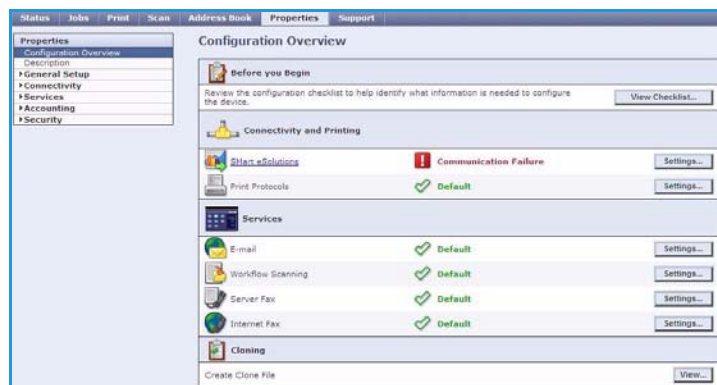 Status Jobs Print Scan Address Book Properties Support
Properties
Configuration Overview
Description
General Setup
Connectivity
Services
Accounting
Security
Configuration Overview
Before you Begin
Review the configuration checklist to help identify what information is needed to configure
the device.
View Checklist...
Connectivity and Printing
SMart eSolutions
Communication Failure
Settings...
Print Protocols
Default
Settings...
Services
E-mail
Default
Settings...
Workflow Scanning
Default
Settings...
Server Fax
Default
Settings...
Internet Fax
Default
Settings...
Cloning
Create Clone File
View...